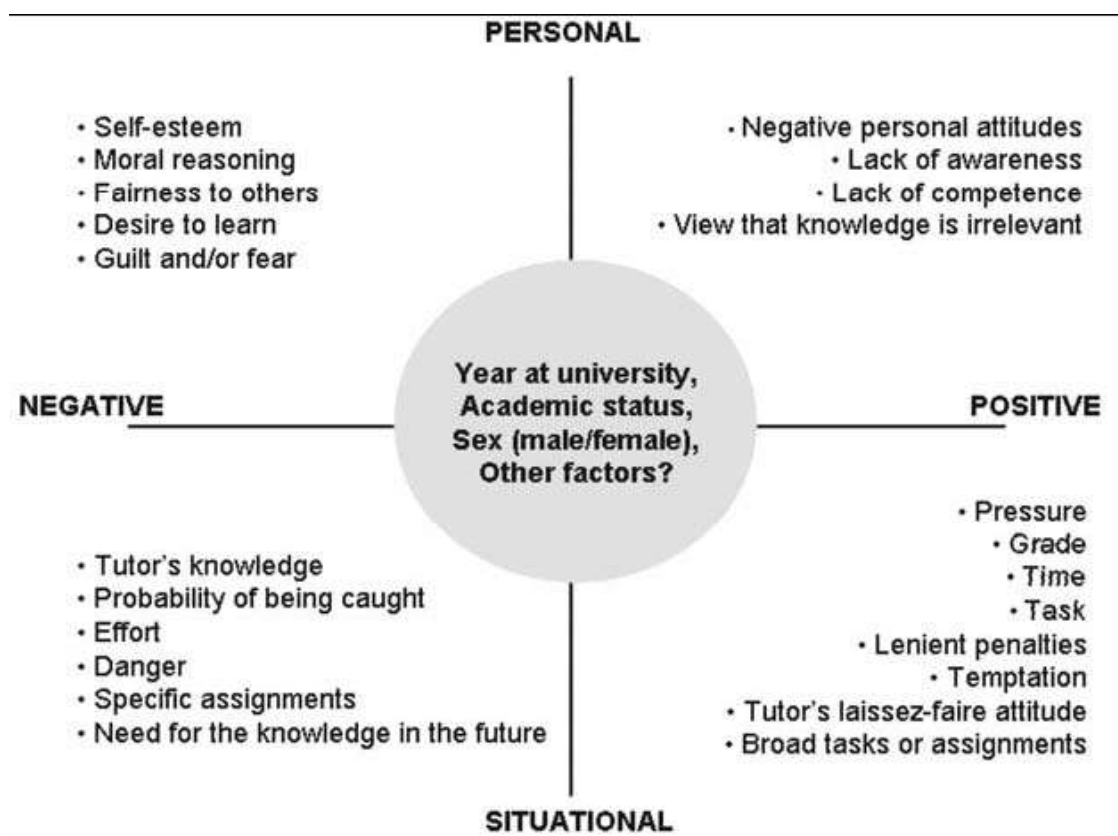 PERSONAL
• Self-esteem
• Moral reasoning
• Fairness to others
• Desire to learn
• Guilt and/or fear
• Negative personal attitudes
• Lack of awareness
• Lack of competence
• View that knowledge is irrelevant
NEGATIVE
Year at university,
Academic status,
Sex (male/female),
Other factors?
POSITIVE
• Tutor's knowledge
• Probability of being caught
• Effort
• Danger
• Specific assignments
• Need for the knowledge in the future
• Pressure
• Grade
• Time
• Task
• Lenient penalties
• Temptation
• Tutor's laissez-faire attitude
• Broad tasks or assignments
SITUATIONAL